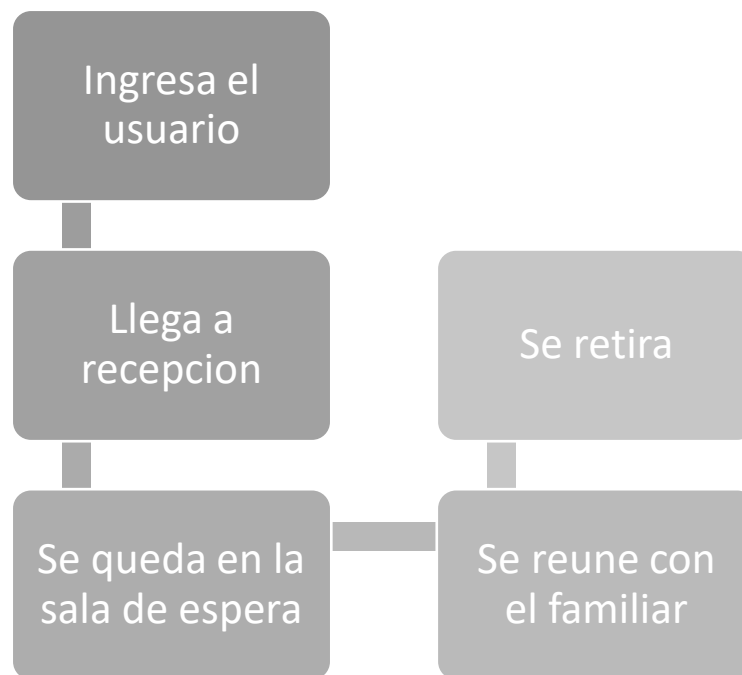 Ingresa el
usuario
Llega a
recepcion
Se queda en la
sala de espera
Se reune con
el familiar
Se retira